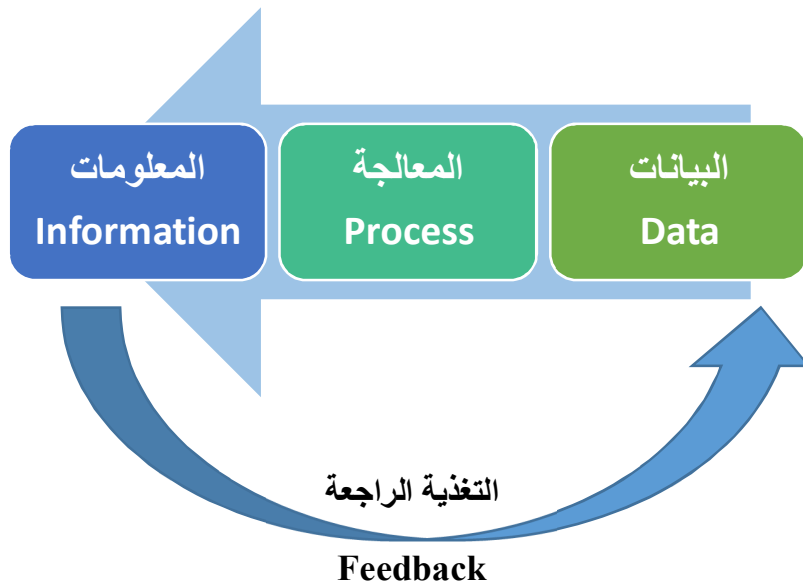 البيانات
Data
المعالجة
Process
المعلومات
Information
التغذية الراجعة
Feedback